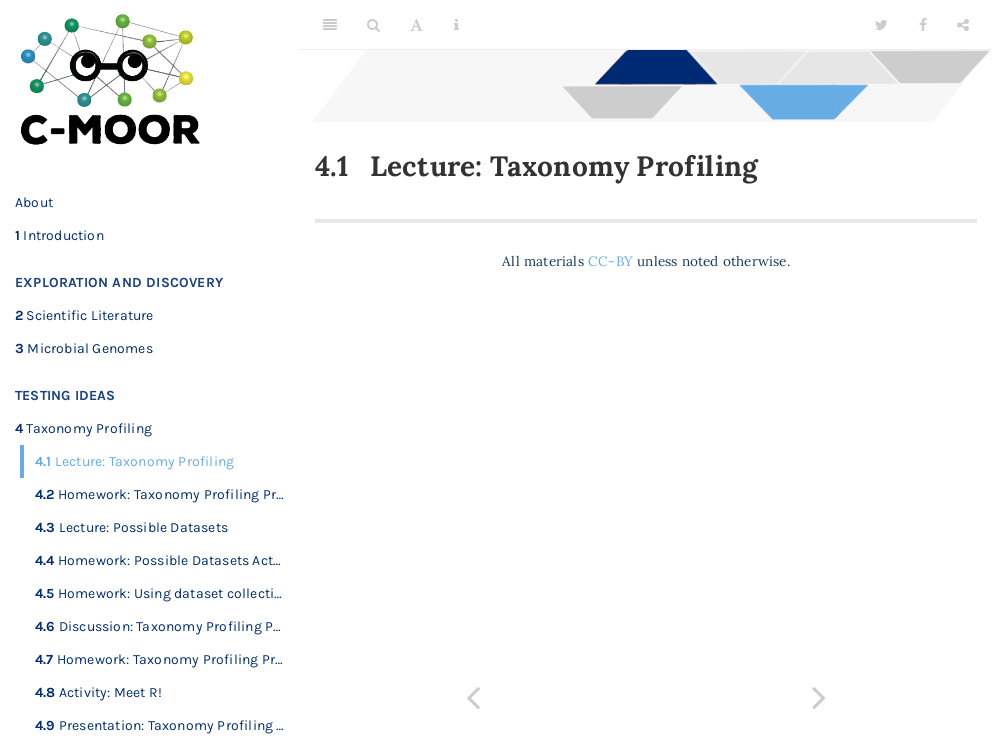 C-MOOR
About
1 Introduction
EXPLORATION AND DISCOVERY
2 Scientific Literature
3 Microbial Genomes
TESTING IDEAS
4 Taxonomy Profiling
4.1 Lecture: Taxonomy Profiling
4.2 Homework: Taxonomy Profiling Pr…
4.3 Lecture: Possible Datasets
4.4 Homework: Possible Datasets Act…
4.5 Homework: Using dataset collecti…
4.6 Discussion: Taxonomy Profiling P…
4.7 Homework: Taxonomy Profiling Pr…
4.8 Activity: Meet R!
4.9 Presentation: Taxonomy Profiling …
4.1 Lecture: Taxonomy Profiling
All materials CC-BY unless noted otherwise.